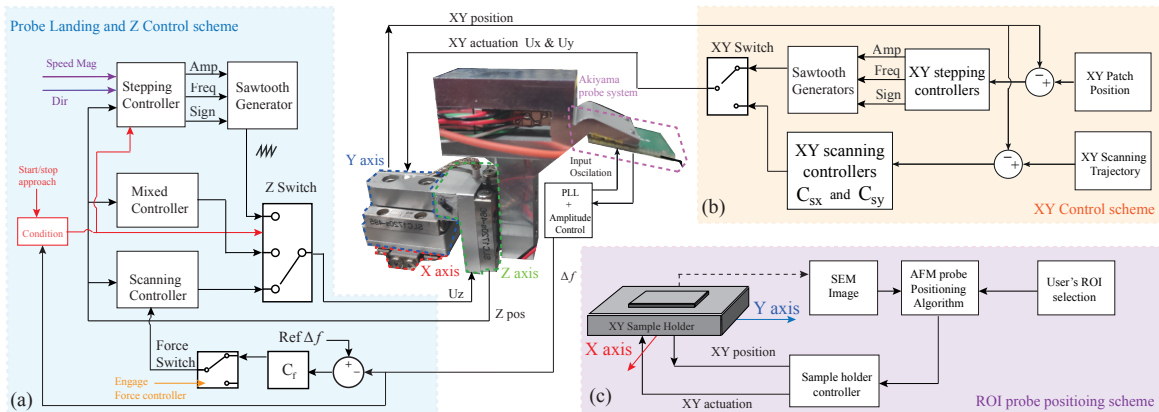 Probe Landing and Z Control scheme
Speed Mag
Dir
Stepping
Controller
Amp
Freq
Sign
Sawtooth
Generator
Start/stop
approach
Condition
Mixed
Controller
Scanning
Controller
Z Switch
Force
Switch
Engage
Force controller
C_f
Ref Δf
+
−
(a)
XY position
XY actuation Ux & Uy
Akiyama
probe system
Y axis
X axis
Z axis
Input
Oscilation
PLL
+
Amplitude
Control
Δf
Uz
Z pos
XY Switch
Sawtooth
Generators
Amp
Freq
Sign
XY stepping
controllers
−
+
XY Patch
Position
XY scanning
controllers
C_sx and C_sy
−
+
XY Scanning
Trajectory
(b)
XY Control scheme
XY Sample Holder
Y axis
X axis
SEM
Image
AFM probe
Positioning
Algorithm
User's ROI
selection
XY position
Sample holder
controller
XY actuation
(c)
ROI probe positioing scheme